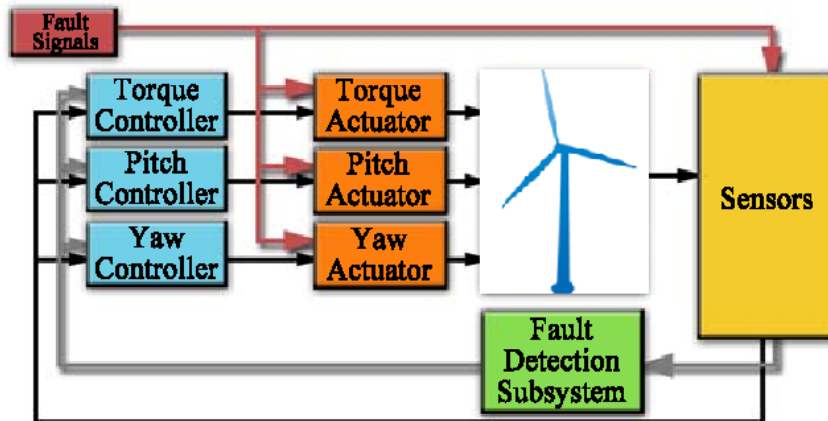 Fault
Signals
Torque
Controller
Torque
Actuator
Pitch
Controller
Pitch
Actuator
Yaw
Controller
Yaw
Actuator
Sensors
Fault
Detection
Subsystem